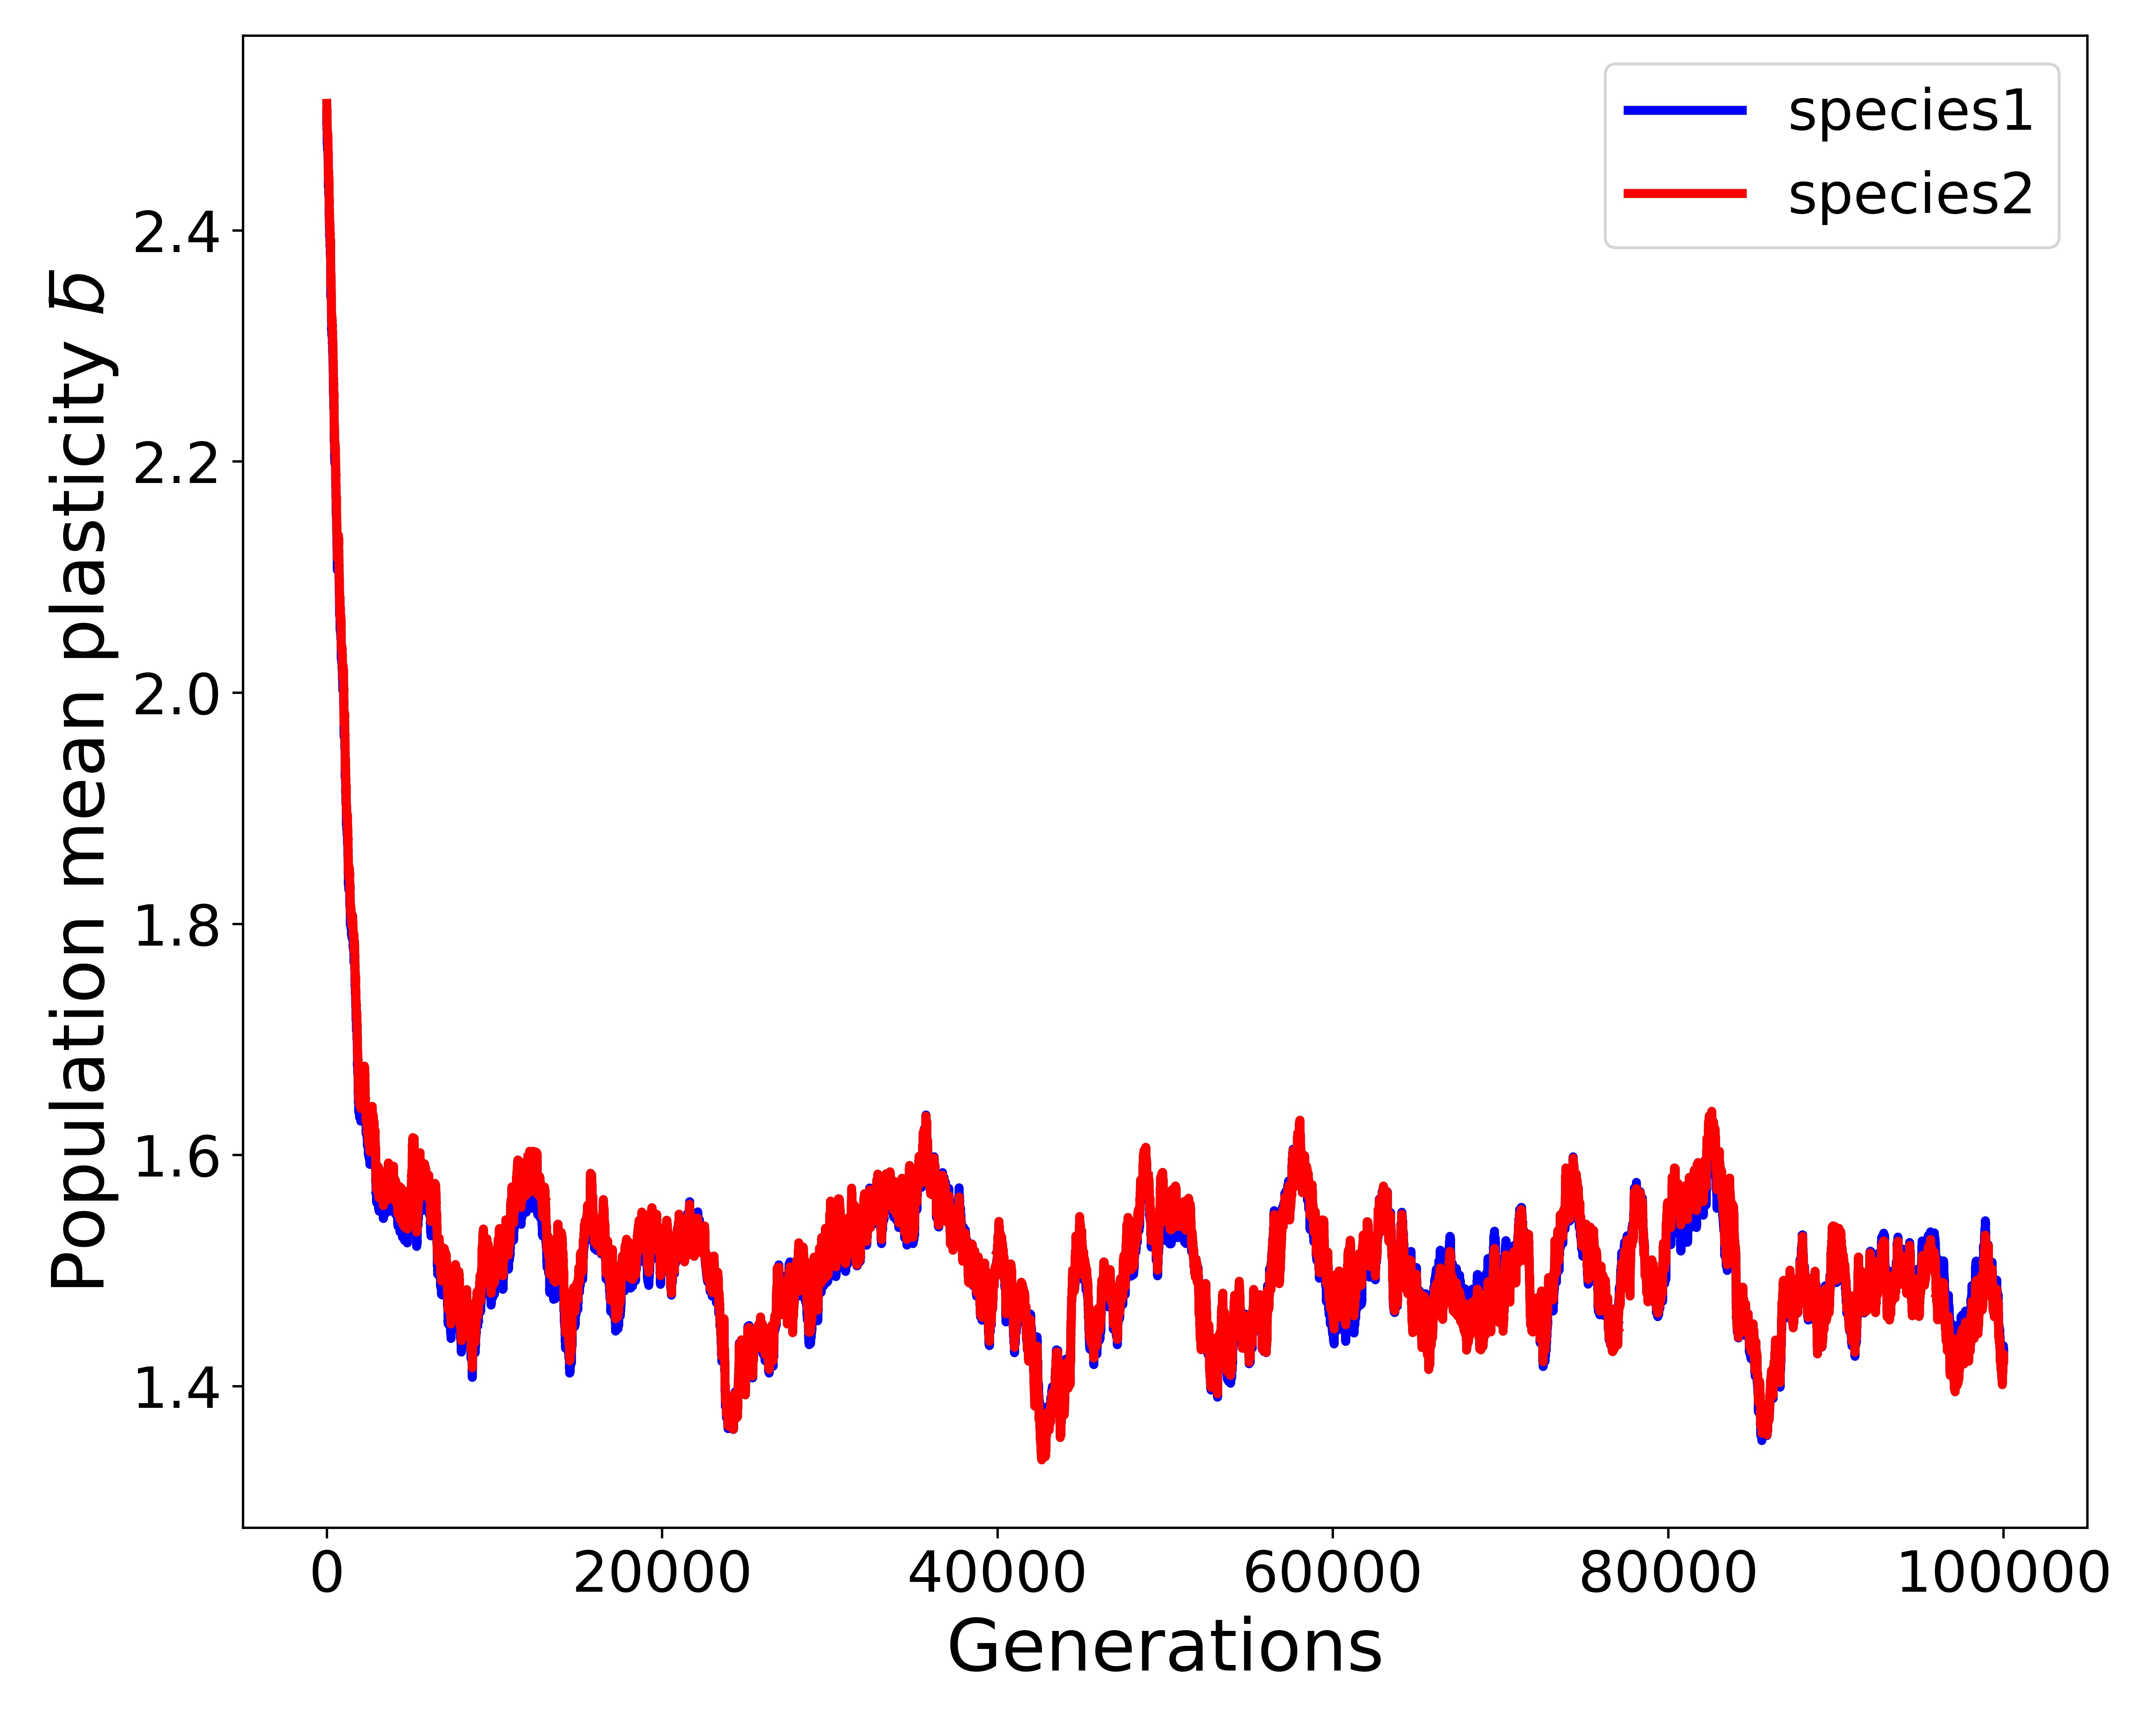 species1
species2
Population mean plasticity b̅
2.4
2.2
2.0
1.8
1.6
1.4
0 20000 40000 60000 80000 100000
Generations